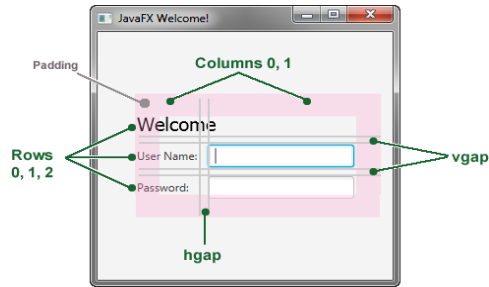 JavaFX Welcome!
Padding
Columns 0, 1
Welcome
Rows
0, 1, 2
User Name:
vgap
Password:
hgap